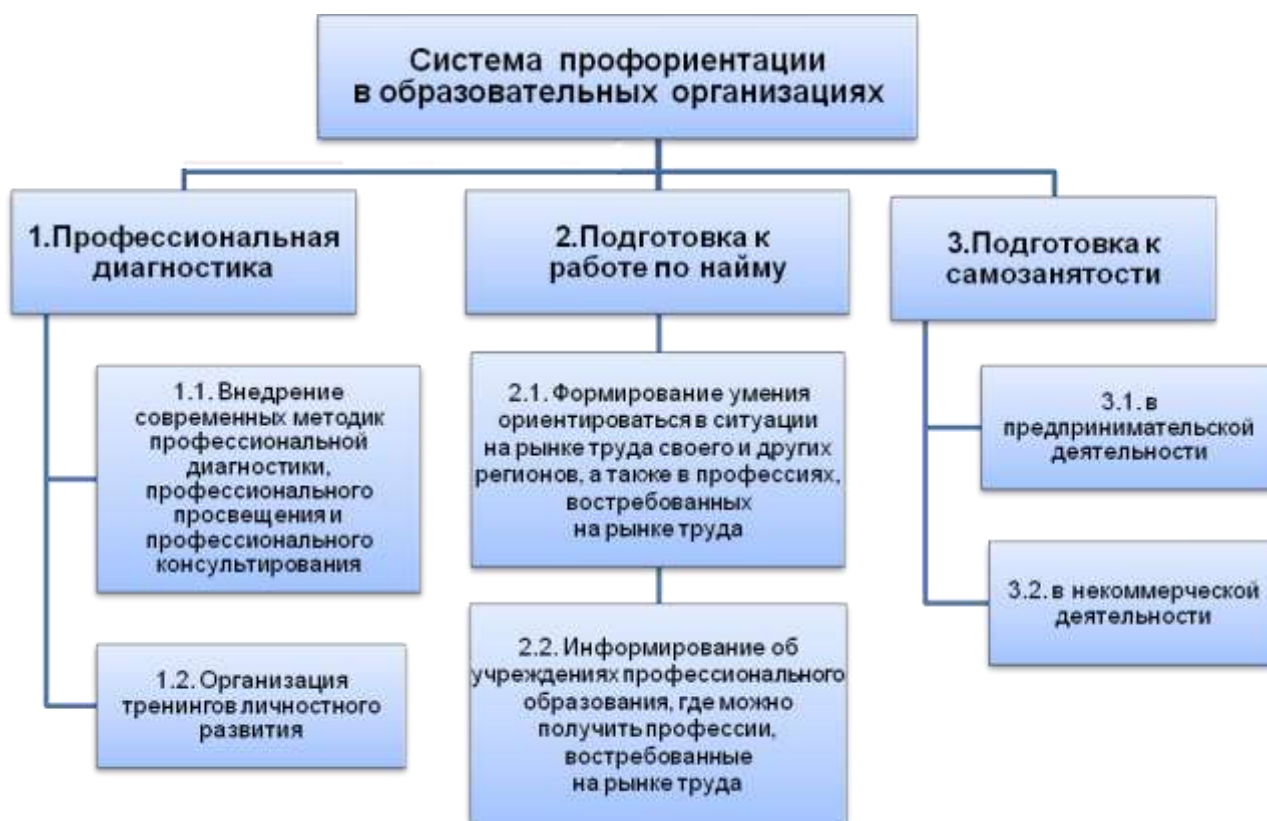 Система профориентации
в образовательных организациях
1.Профессиональная
диагностика
1.1. Внедрение
современных методик
профессиональной
диагностики,
профессионального
просвещения и
профессионального
консультирования
1.2. Организация
тренингов личностного
развития
2.Подготовка к
работе по найму
2.1. Формирование умения
ориентироваться в ситуации
на рынке труда своего и других
регионов, а также в профессиях,
востребованных
на рынке труда
2.2. Информирование об
учреждениях профессионального
образования, где можно
получить профессии,
востребованные
на рынке труда
3.Подготовка к
самозанятости
3.1. в
предпринимательской
деятельности
3.2. в некоммерческой
деятельности